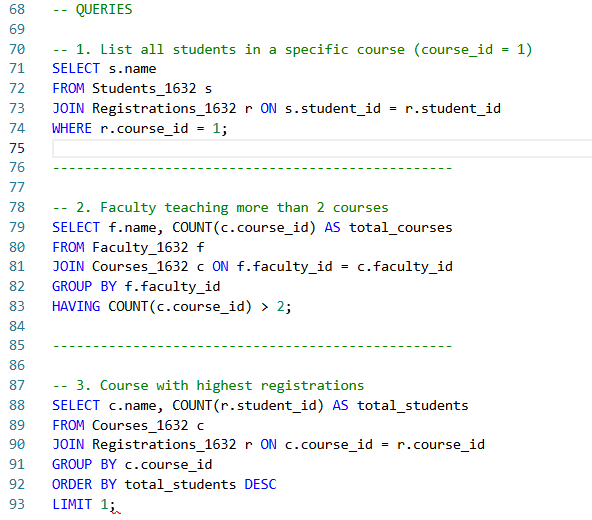 68 -- QUERIES
69
70 -- 1. List all students in a specific course (course_id = 1)
71 SELECT s.name
72 FROM Students_1632 s
73 JOIN Registrations_1632 r ON s.student_id = r.student_id
74 WHERE r.course_id = 1;
75
76 --------------------------------------------------
77
78 -- 2. Faculty teaching more than 2 courses
79 SELECT f.name, COUNT(c.course_id) AS total_courses
80 FROM Faculty_1632 f
81 JOIN Courses_1632 c ON f.faculty_id = c.faculty_id
82 GROUP BY f.faculty_id
83 HAVING COUNT(c.course_id) > 2;
84
85 --------------------------------------------------
86
87 -- 3. Course with highest registrations
88 SELECT c.name, COUNT(r.student_id) AS total_students
89 FROM Courses_1632 c
90 JOIN Registrations_1632 r ON c.course_id = r.course_id
91 GROUP BY c.course_id
92 ORDER BY total_students DESC
93 LIMIT 1;